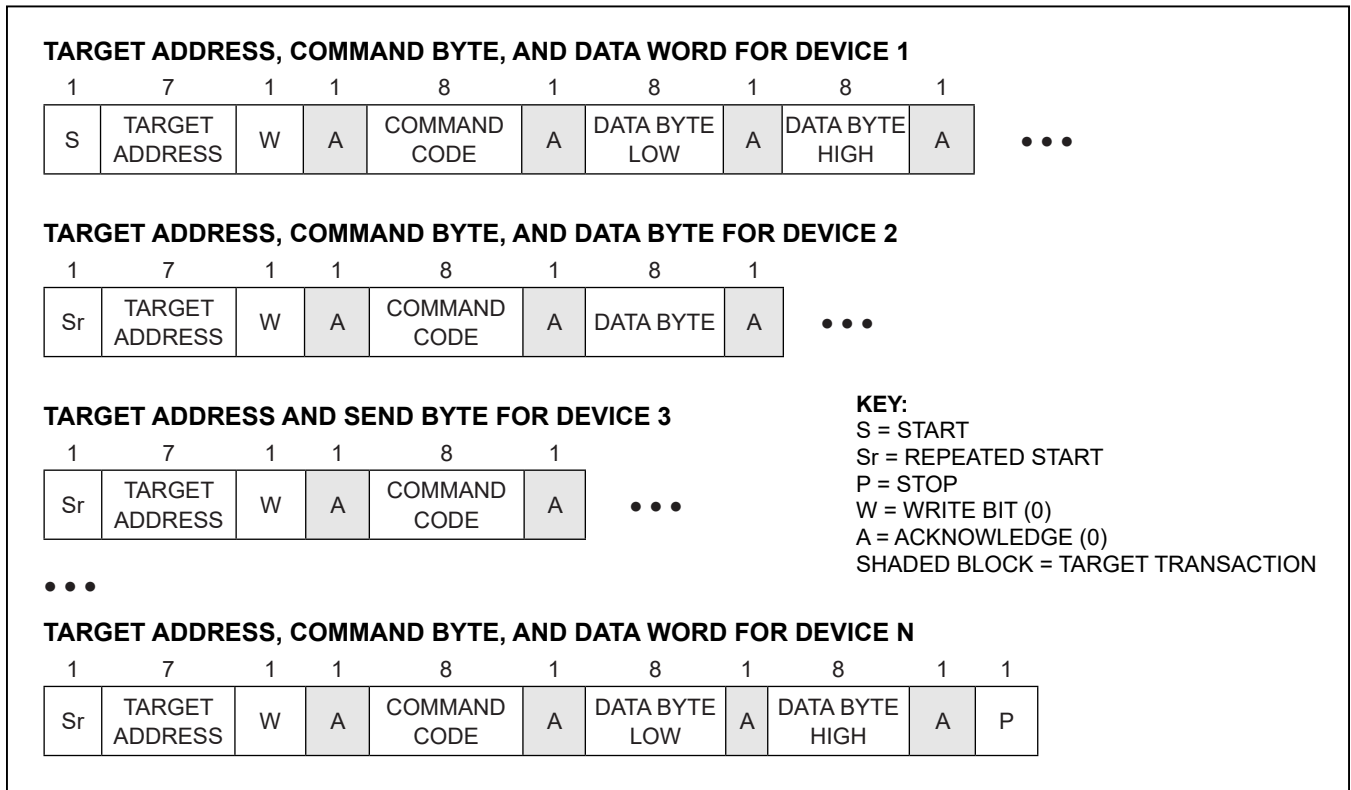 TARGET ADDRESS, COMMAND BYTE, AND DATA WORD FOR DEVICE 1
1 7 1 1 8 1 8 1 8 1
S TARGET ADDRESS W A COMMAND CODE A DATA BYTE LOW A DATA BYTE HIGH A •••
TARGET ADDRESS, COMMAND BYTE, AND DATA BYTE FOR DEVICE 2
1 7 1 1 8 1 8 1
Sr TARGET ADDRESS W A COMMAND CODE A DATA BYTE A •••
TARGET ADDRESS AND SEND BYTE FOR DEVICE 3
1 7 1 1 8 1
Sr TARGET ADDRESS W A COMMAND CODE A •••
KEY:
S = START
Sr = REPEATED START
P = STOP
W = WRITE BIT (0)
A = ACKNOWLEDGE (0)
SHADED BLOCK = TARGET TRANSACTION
•••
TARGET ADDRESS, COMMAND BYTE, AND DATA WORD FOR DEVICE N
1 7 1 1 8 1 8 1 8 1 1
Sr TARGET ADDRESS W A COMMAND CODE A DATA BYTE LOW A DATA BYTE HIGH A P